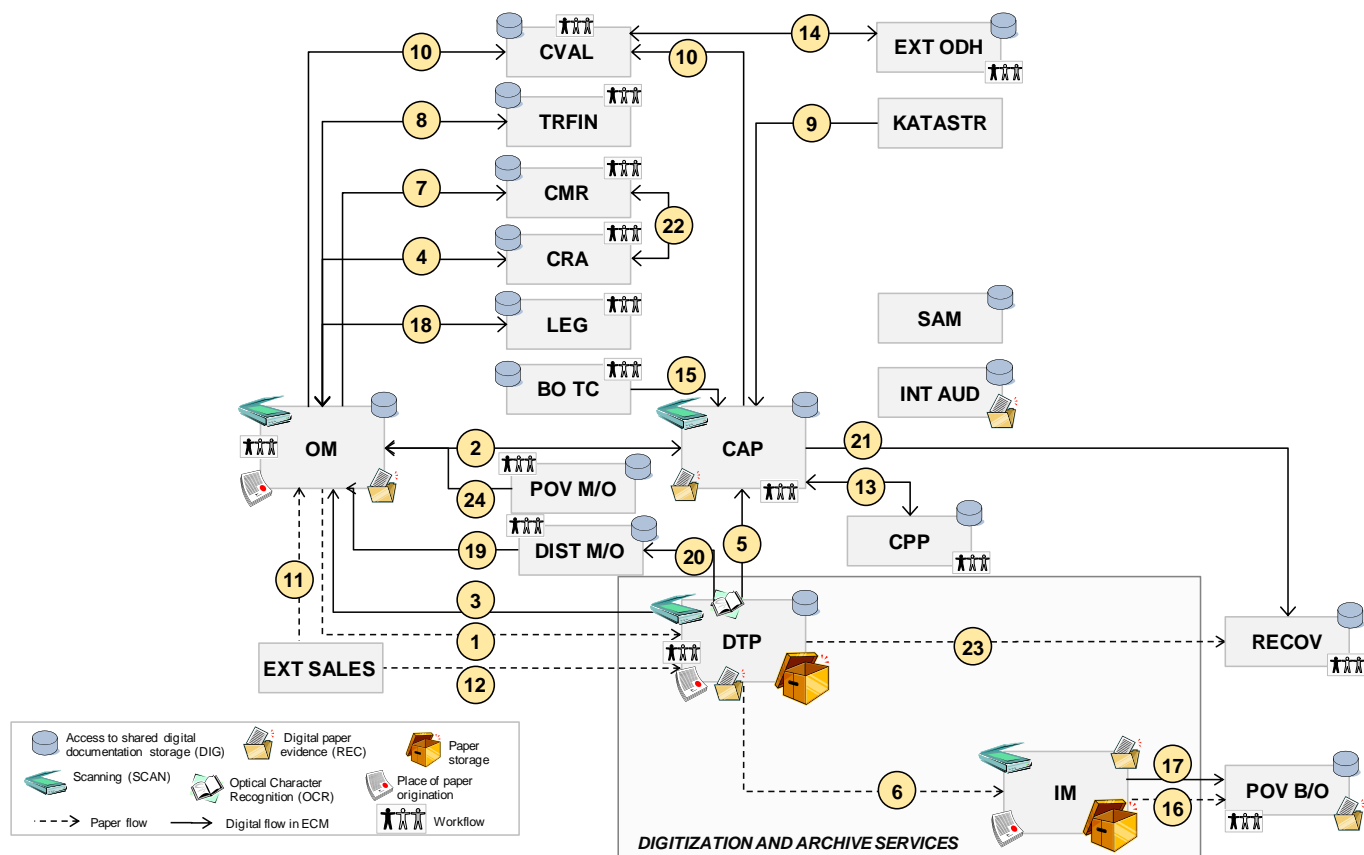 CVAL
14
EXT ODH
10
10
TRFIN
8
9
KATASTR
CMR
7
22
CRA
4
LEG
18
SAM
BO TC
15
INT AUD
OM
2
CAP
21
POV M/O
24
13
DIST M/O
19
20
5
CPP
11
3
DTP
1
23
RECOV
EXT SALES
12
Access to shared digital
documentation storage (DIG)
Digital paper
evidence (REC)
Paper
storage
Scanning (SCAN)
Optical Character
Recognition (OCR)
Place of paper
origination
Paper flow
Digital flow in ECM
Workflow
6
IM
17
16
POV B/O
DIGITIZATION AND ARCHIVE SERVICES